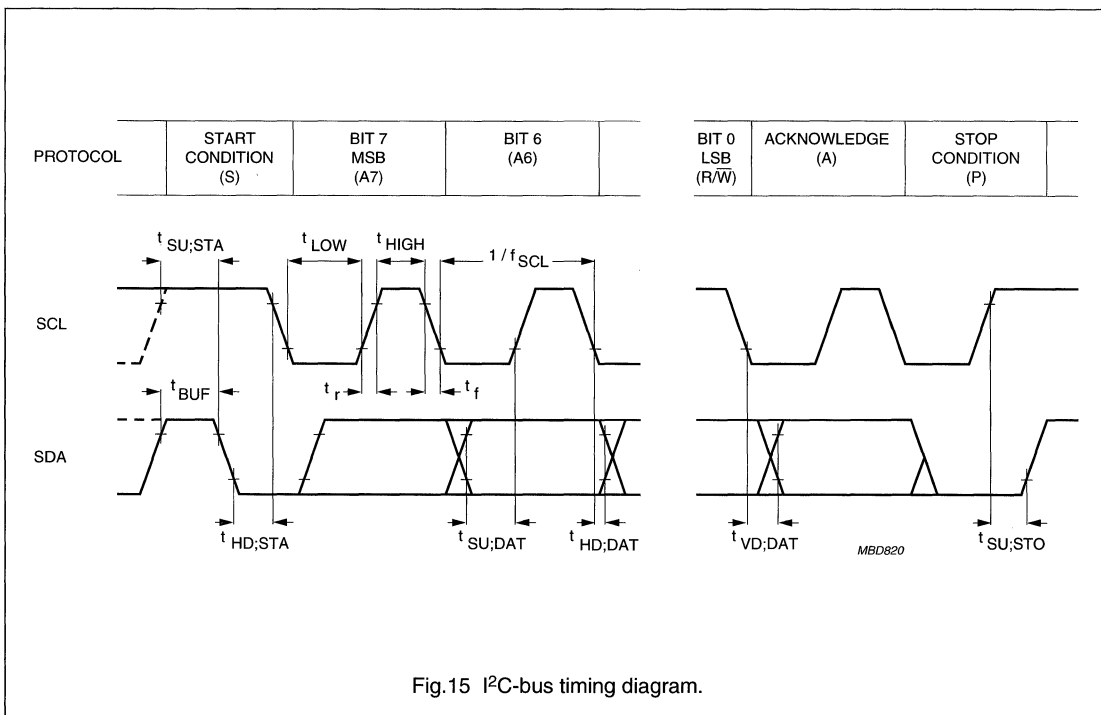 PROTOCOL
START
CONDITION
(S)
BIT 7
MSB
(A7)
BIT 6
(A6)
BIT 0
LSB
(R/W̅)
ACKNOWLEDGE
(A)
STOP
CONDITION
(P)
t SU;STA
t LOW
t HIGH
1 / f SCL
SCL
t BUF
t r
t f
SDA
t HD;STA
t SU;DAT
t HD;DAT
t VD;DAT
MBD820
t SU;STO
Fig.15 I²C-bus timing diagram.